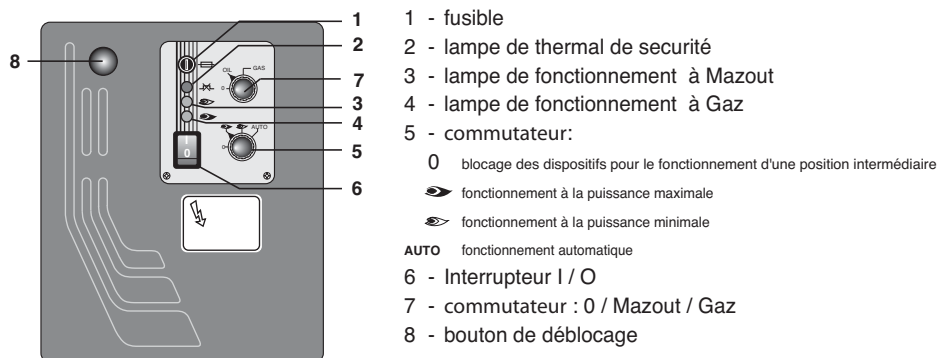 1
2
3
4
5
6
7
8
OIL
GAS
0
AUTO
0
I
0
1 - fusible
2 - lampe de thermal de securité
3 - lampe de fonctionnement à Mazout
4 - lampe de fonctionnement à Gaz
5 - commutateur:
0 blocage des dispositifs pour le fonctionnement d'une position intermédiaire
fonctionnement à la puissance maximale
fonctionnement à la puissance minimale
AUTO fonctionnement automatique
6 - Interrupteur I / O
7 - commutateur : 0 / Mazout / Gaz
8 - bouton de déblocage